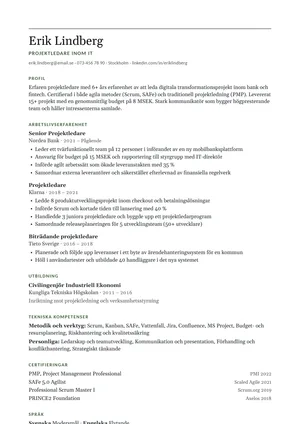 Erik Lindberg
PROJEKTLEDARE INOM IT
erik.lindberg@email.se · 073 456 78 90 · Stockholm · linkedin.com/in/eriklindberg
PROFIL
Erfaren projektledare med 6+ års erfarenhet av att leda digitala transformationsprojekt inom bank och
fintech. Certifierad i både agila metoder (Scrum, SAFe) och traditionell projektledning (PMP). Levererat
15+ projekt med en genomsnittlig budget på 8 MSEK. Stark kommunikatör som bygger högpresterande
team och håller intressenterna samlade.
ARBETSLIVSERFARENHET
Senior Projektledare
Nordea Bank · 2021 – Pågående
• Leder ett tvärfunktionellt team på 12 personer i införandet av en ny mobilbanksplattform
• Ansvarig för budget på 15 MSEK och rapportering till styrgrupp med IT-direktör
• Införde agilt arbetssätt som ökade leveranstakten med 35 %
• Samordnar externa leverantörer och säkerställer efterlevnad av finansiella regelverk
Projektledare
Klarna · 2018 – 2021
• Ledde 8 produktutvecklingsprojekt inom checkout och betalningslösningar
• Införde Scrum och kortade tiden till lansering med 40 %
• Handledde 3 juniora projektledare och byggde upp ett projektledarprogram
• Samordnade releaseplaneringen för 5 utvecklingsteam (50+ utvecklare)
Biträdande projektledare
Tieto Sverige · 2016 – 2018
• Planerade och följde upp leveranser i ett byte av ärendehanteringssystem för en kommun
• Höll i användartester och utbildade 40 handläggare i det nya systemet
UTBILDNING
Civilingenjör Industriell Ekonomi
Kungliga Tekniska Högskolan · 2011 – 2016
Inriktning mot projektledning och verksamhetsstyrning
TEKNISKA KOMPETENSER
Metodik och verktyg: Scrum, Kanban, SAFe, Vattenfall, Jira, Confluence, MS Project, Budget- och
resursplanering, Riskhantering och kvalitetssäkring
Personliga: Ledarskap och teamutveckling, Kommunikation och presentation, Förhandling och
konflikthantering, Strategiskt tänkande
CERTIFIERINGAR
PMP, Project Management Professional PMI 2022
SAFe 5.0 Agilist Scaled Agile 2021
Professional Scrum Master I Scrum.org 2019
PRINCE2 Foundation Axelos 2018
SPRÅK
Svenska Modersmål · Engelska Flytande